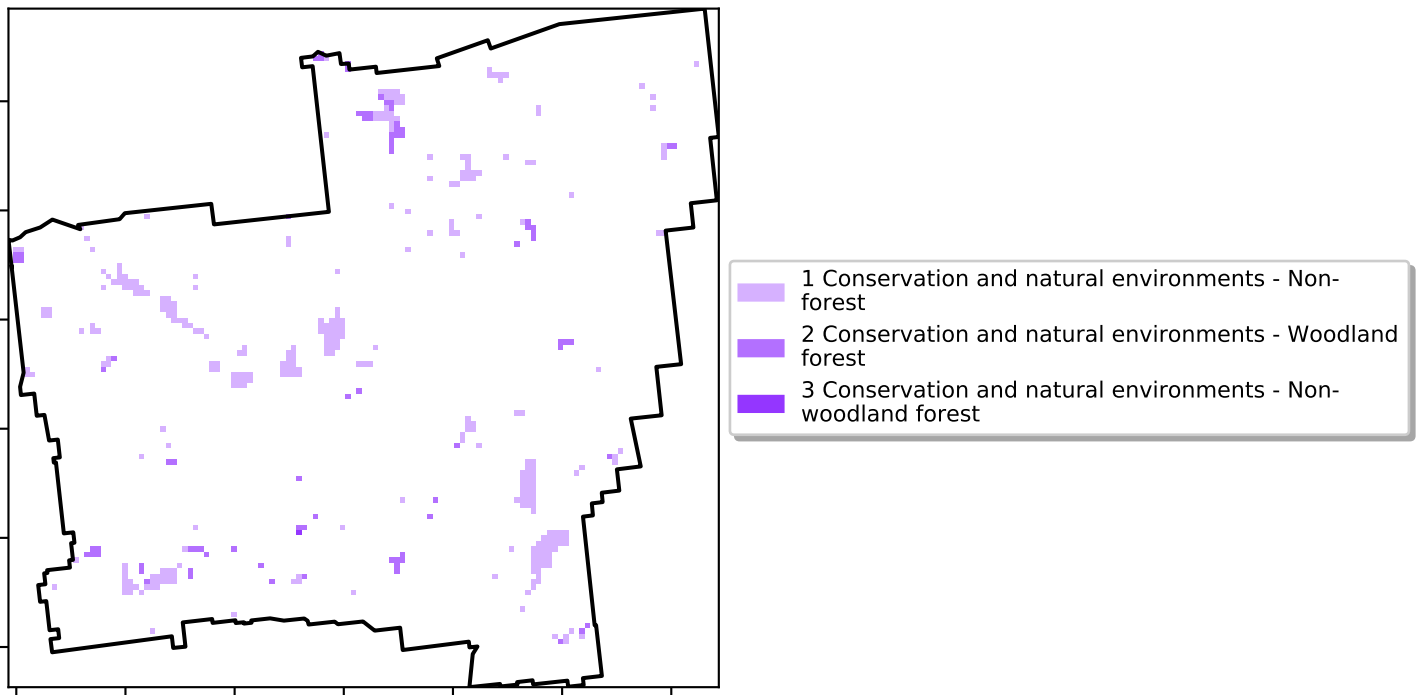 1 Conservation and natural environments - Non-
forest
2 Conservation and natural environments - Woodland
forest
3 Conservation and natural environments - Non-
woodland forest